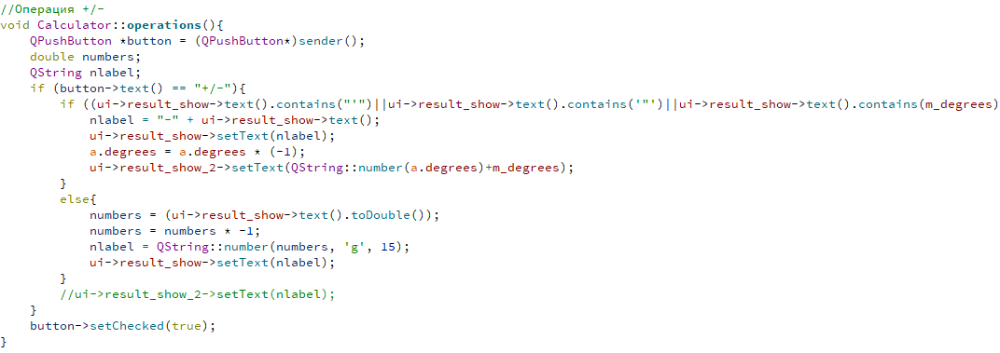 //Операция +/-
void Calculator::operations(){
    QPushButton *button = (QPushButton*)sender();
    double numbers;
    QString nlabel;
    if (button->text() == "+/-"){
        if ((ui->result_show->text().contains("'")||ui->result_show->text().contains('"')||ui->result_show->text().contains(m_degrees)
            nlabel = "-" + ui->result_show->text();
            ui->result_show->setText(nlabel);
            a.degrees = a.degrees * (-1);
            ui->result_show_2->setText(QString::number(a.degrees)+m_degrees);
        }
        else{
            numbers = (ui->result_show->text().toDouble());
            numbers = numbers * -1;
            nlabel = QString::number(numbers, 'g', 15);
            ui->result_show->setText(nlabel);
        }
        //ui->result_show_2->setText(nlabel);
    }
    button->setChecked(true);
}